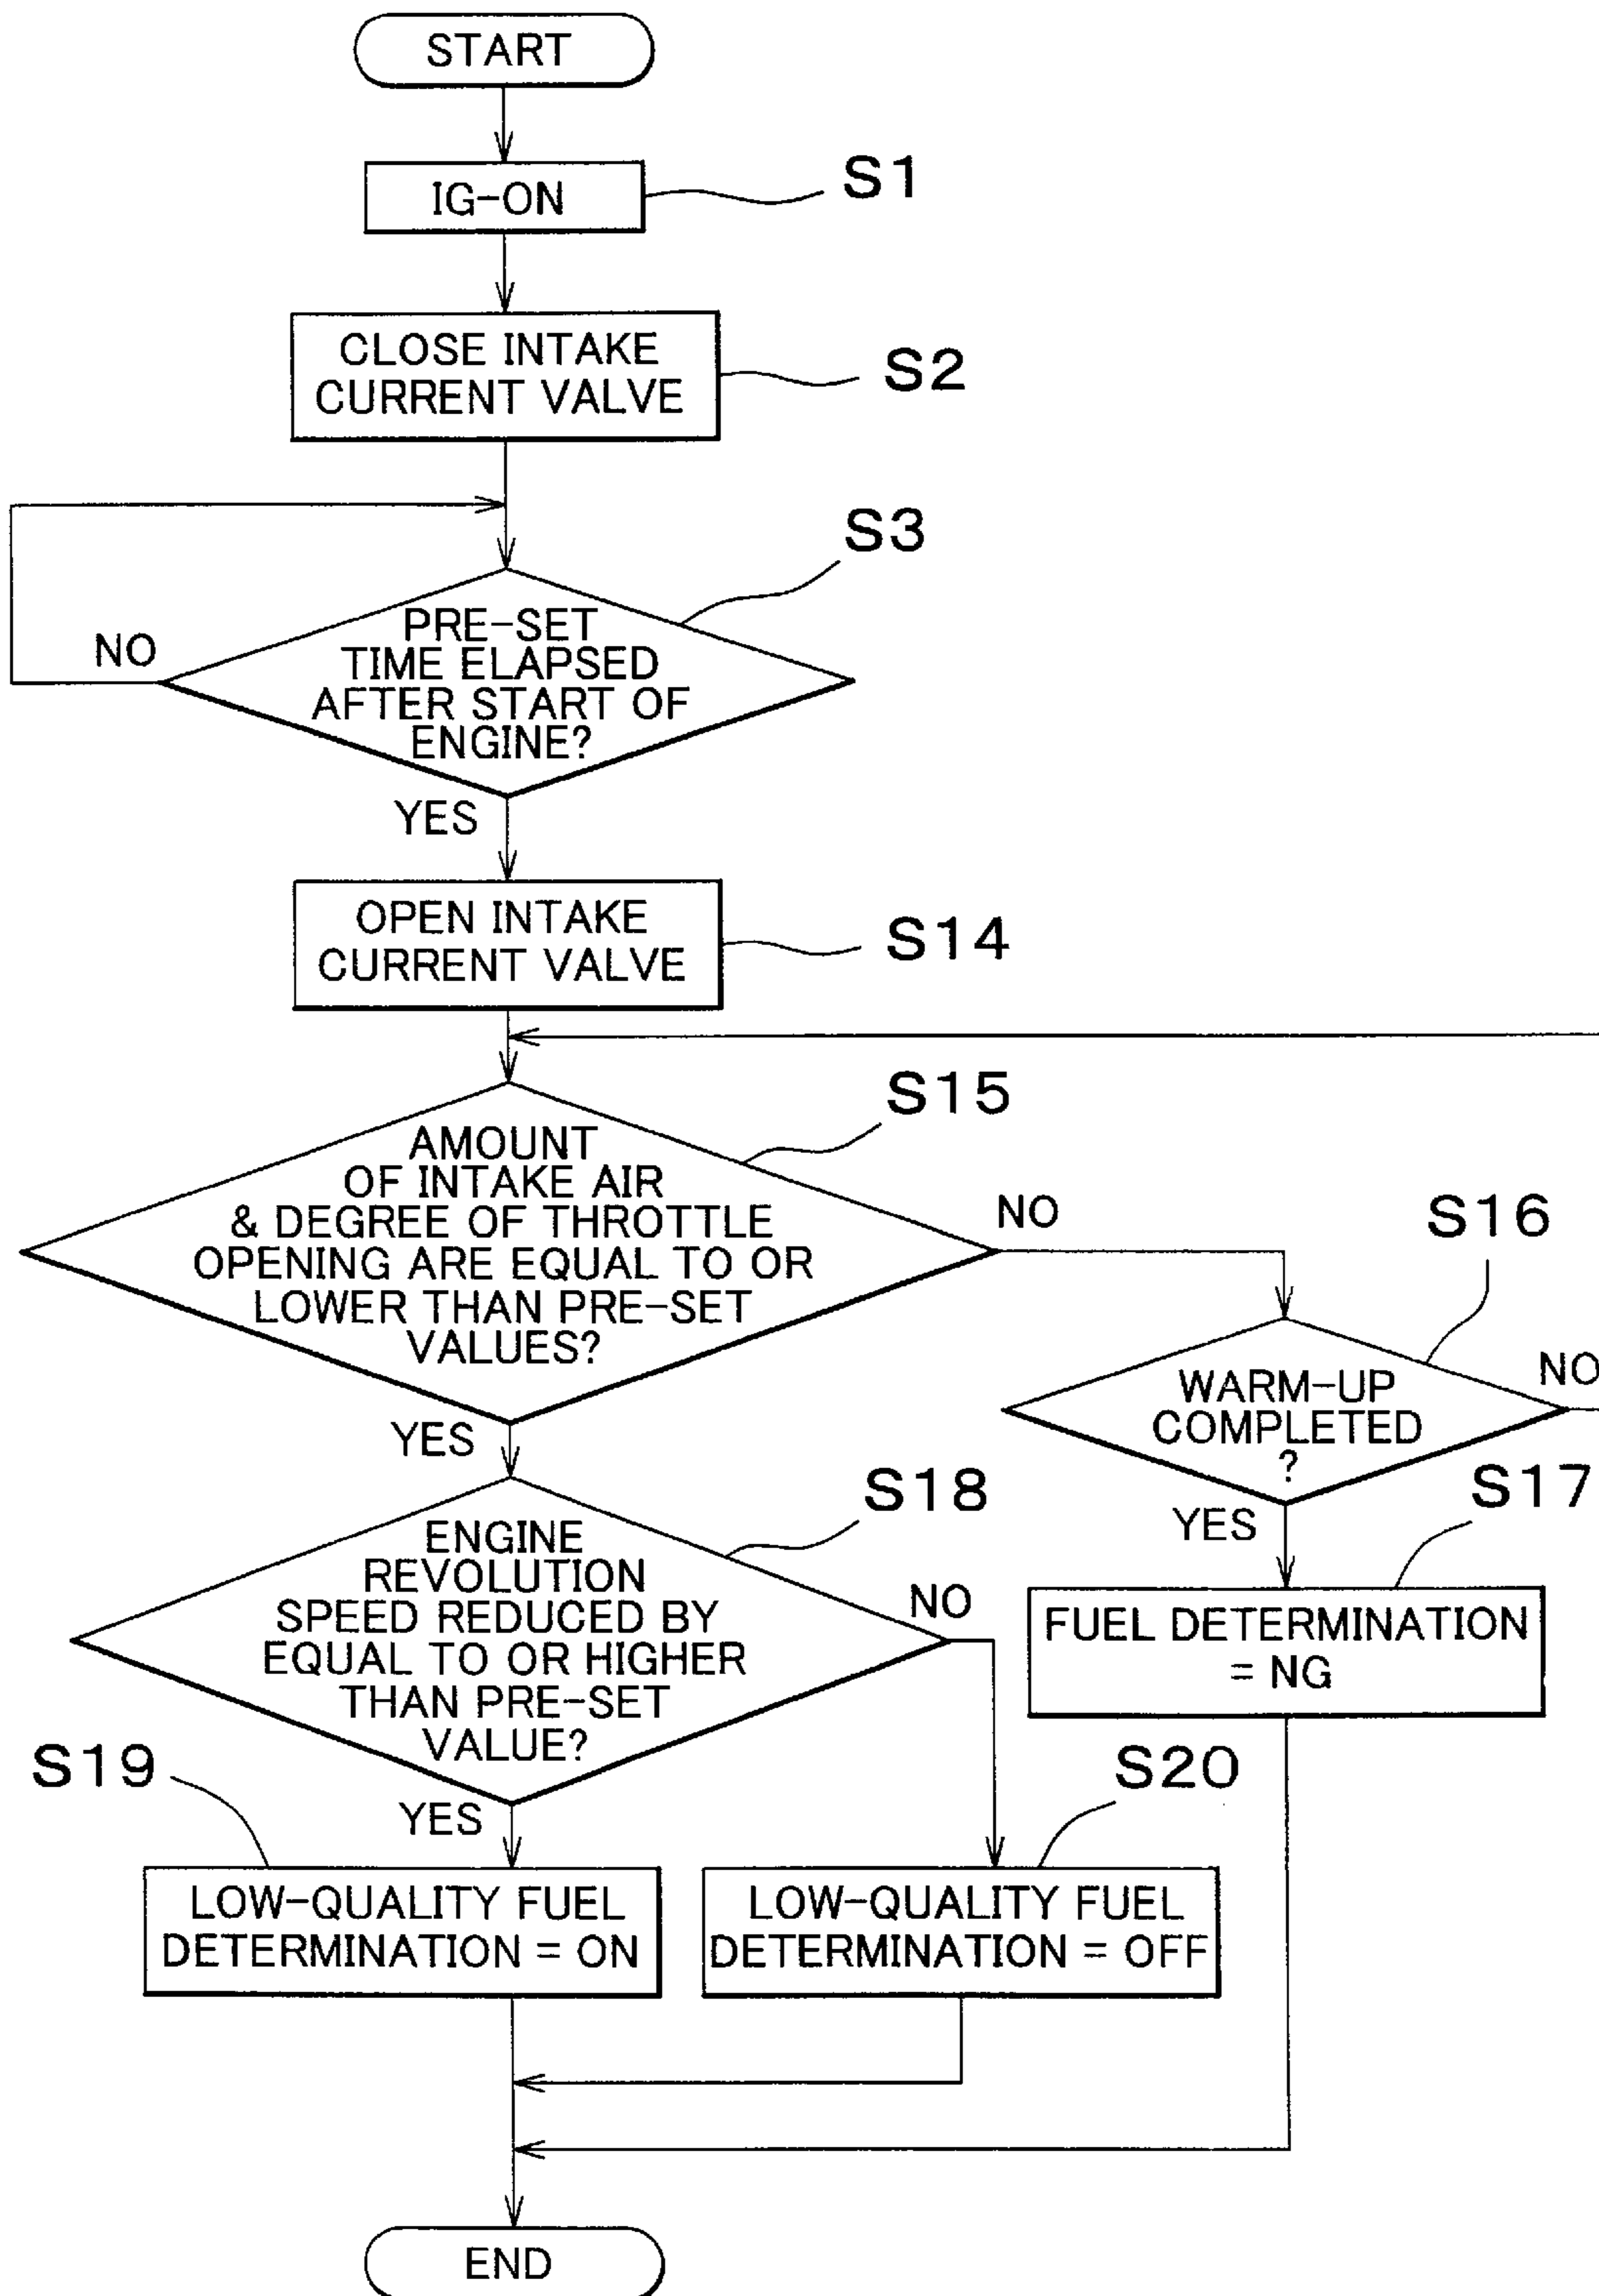 START
IG-ON
S1
CLOSE INTAKE
CURRENT VALVE
S2
S3
PRE-SET
TIME ELAPSED
AFTER START OF
ENGINE?
NO
YES
OPEN INTAKE
CURRENT VALVE
S14
S15
AMOUNT
OF INTAKE AIR
& DEGREE OF THROTTLE
OPENING ARE EQUAL TO OR
LOWER THAN PRE-SET
VALUES?
NO
S16
YES
WARM-UP
COMPLETED
?
NO
YES
S17
FUEL DETERMINATION
= NG
S18
ENGINE
REVOLUTION
SPEED REDUCED BY
EQUAL TO OR HIGHER
THAN PRE-SET
VALUE?
NO
S19
YES
S20
LOW-QUALITY FUEL
DETERMINATION = ON
LOW-QUALITY FUEL
DETERMINATION = OFF
END